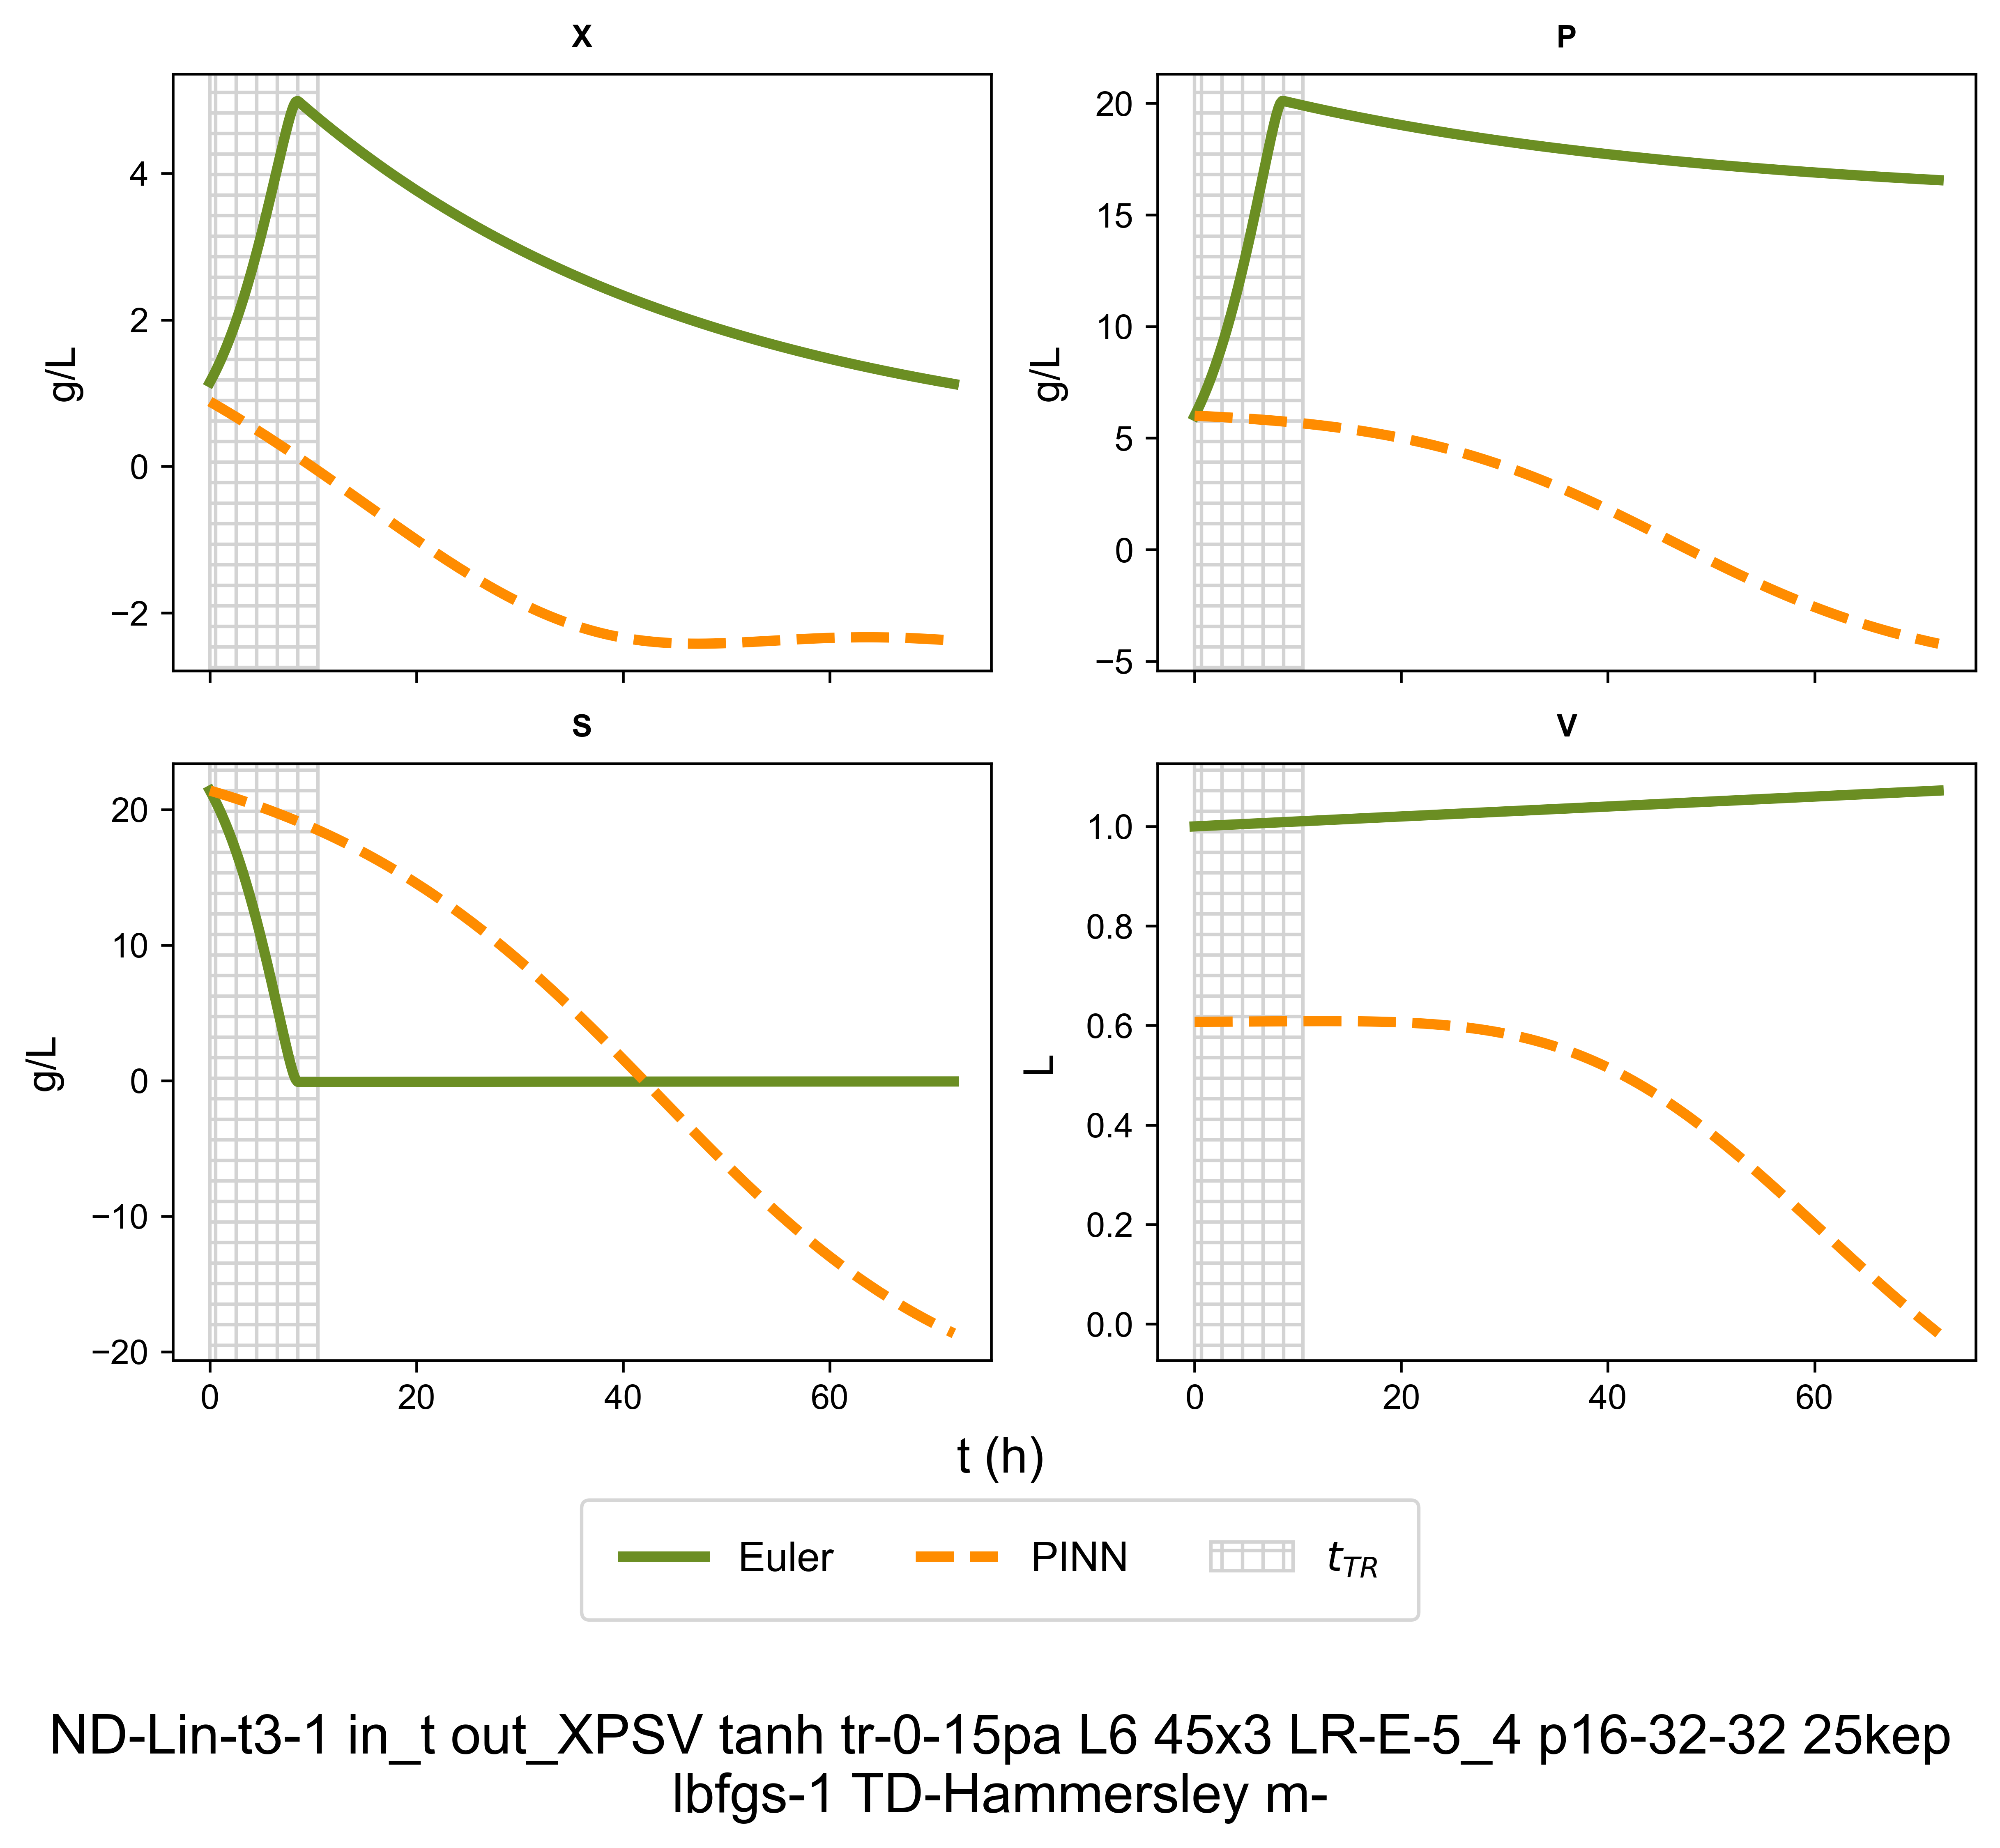 X
P
4
2
0
−2
g/L
20
15
10
5
0
−5
g/L
S
V
20
10
0
−10
−20
g/L
1.0
0.8
0.6
0.4
0.2
0.0
L
0 20 40 60
0 20 40 60
t (h)
Euler PINN t_TR
ND-Lin-t3-1 in_t out_XPSV tanh tr-0-15pa L6 45x3 LR-E-5_4 p16-32-32 25kep
lbfgs-1 TD-Hammersley m-